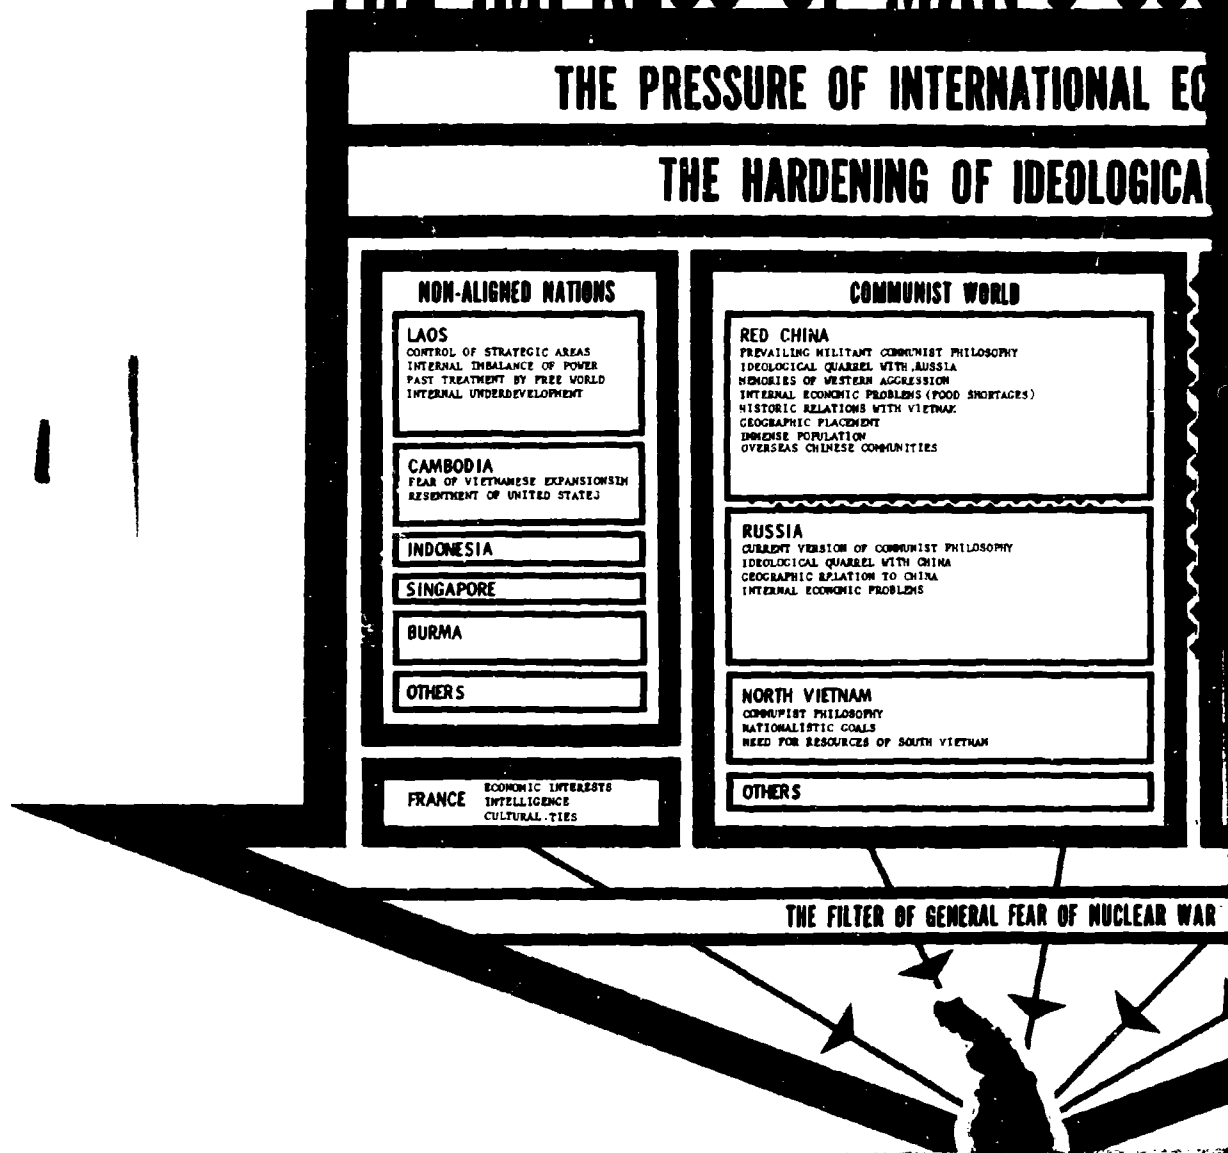 THE PRESSURE OF INTERNATIONAL EC
THE HARDENING OF IDEOLOGICA
NON-ALIGNED NATIONS
LAOS
CONTROL OF STRATEGIC AREAS
INTERNAL IMBALANCE OF POWER
PAST TREATMENT BY FREE WORLD
INTERNAL UNDERDEVELOPMENT
CAMBODIA
FEAR OF VIETNAMESE EXPANSIONSIM
RESENTMENT OF UNITED STATES
INDONESIA
SINGAPORE
BURMA
OTHERS
FRANCE
ECONOMIC INTERESTS
INTELLIGENCE
CULTURAL TIES
COMMUNIST WORLD
RED CHINA
PREVAILING MILITANT COMMUNIST PHILOSOPHY
IDEOLOGICAL QUARREL WITH RUSSIA
MEMORIES OF WESTERN AGGRESSION
INTERNAL ECONOMIC PROBLEMS (FOOD SHORTAGES)
HISTORIC RELATIONS WITH VIETNAM
GEOGRAPHIC PLACEMENT
IMMENSE POPULATION
OVERSEAS CHINESE COMMUNITIES
RUSSIA
CURRENT VERSION OF COMMUNIST PHILOSOPHY
IDEOLOGICAL QUARREL WITH CHINA
GEOGRAPHIC RELATION TO CHINA
INTERNAL ECONOMIC PROBLEMS
NORTH VIETNAM
COMMUNIST PHILOSOPHY
NATIONALISTIC GOALS
NEED FOR RESOURCES OF SOUTH VIETNAM
OTHERS
THE FILTER OF GENERAL FEAR OF NUCLEAR WAR